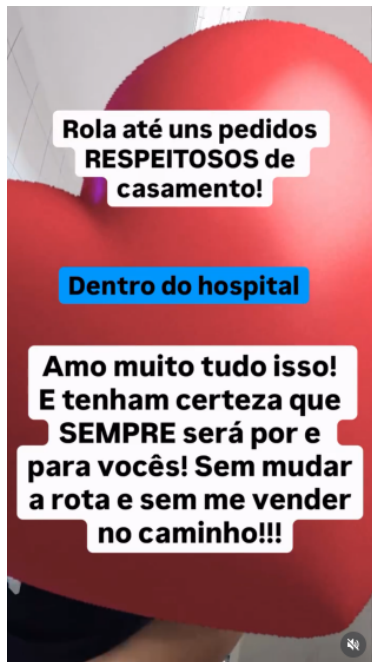 Rola até uns pedidos
RESPEITOSOS de
casamento!
Dentro do hospital
Amo muito tudo isso!
E tenham certeza que
SEMPRE será por e
para vocês! Sem mudar
a rota e sem me vender
no caminho!!!